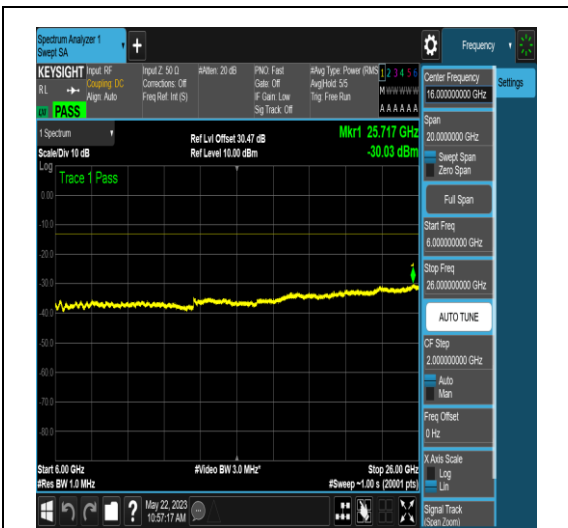 Spectrum Analyzer 1
Swept SA
+
Frequency
KEYSIGHT
Input: RF
Coupling: DC
Align: Auto
Input Z: 50 Ω
Corrections: Off
Freq Ref: Int (S)
#Atten: 20 dB
PNO: Fast
Gate: Off
IF Gain: Low
Sig Track: Off
#Avg Type: Power (RMS
Avg|Hold: 5/5
Trig: Free Run
1 2 3 4 5 6
M W W W W W
A A A A A A
R L
PASS
Center Frequency
16.000000000 GHz
Settings
Span
20.0000000 GHz
Swept Span
Zero Span
Full Span
Start Freq
6.000000000 GHz
Stop Freq
26.000000000 GHz
AUTO TUNE
CF Step
2.000000000 GHz
Auto
Man
Freq Offset
0 Hz
X Axis Scale
Log
Lin
Signal Track
(Span Zoom)
1 Spectrum
Scale/Div 10 dB
Ref Lvl Offset 30.47 dB
Ref Level 10.00 dBm
Mkr1 25.717 GHz
-30.03 dBm
Log
Trace 1 Pass
0.00
-10.0
-20.0
-30.0
-40.0
-50.0
-60.0
-70.0
-80.0
1
Start 6.00 GHz
#Res BW 1.0 MHz
#Video BW 3.0 MHz*
Stop 26.00 GHz
#Sweep ~1.00 s (20001 pts)
?
May 22, 2023
10:57:17 AM